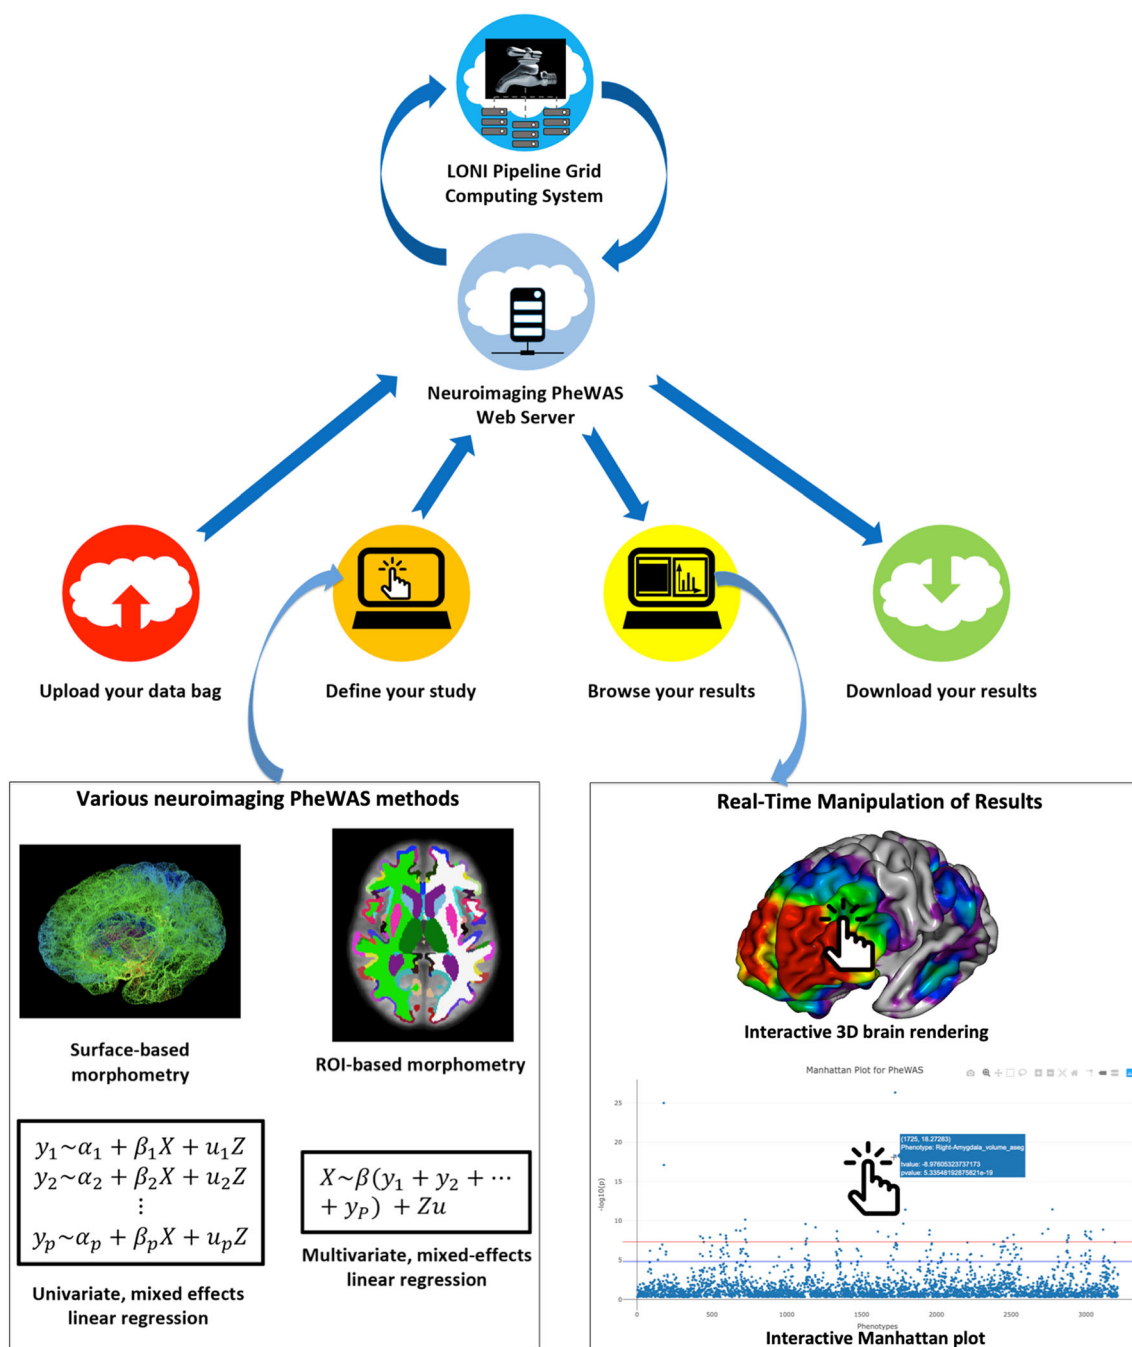 LONI Pipeline Grid
Computing System
Neuroimaging PheWAS
Web Server
Upload your data bag
Define your study
Browse your results
Download your results
Various neuroimaging PheWAS methods
Surface-based
morphometry
ROI-based morphometry
y₁~α₁ + β₁X + u₁Z
y₂~α₂ + β₂X + u₂Z
⋮
yₚ~αₚ + βₚX + uₚZ
Univariate, mixed effects
linear regression
X~β(y₁ + y₂ + ⋯
+ y_P) + Zu
Multivariate, mixed-effects
linear regression
Real-Time Manipulation of Results
Interactive 3D brain rendering
Manhattan Plot for PheWAS
25
20
15
10
5
0
-log10(p)
(1725, 18.27283)
Phenotype: Right-Amygdala_volume_aseg
tvalue: -8.97605323737173
pvalue: 5.33548192875821e-19
0
500
1000
1500
2000
2500
3000
Phenotypes
Interactive Manhattan plot